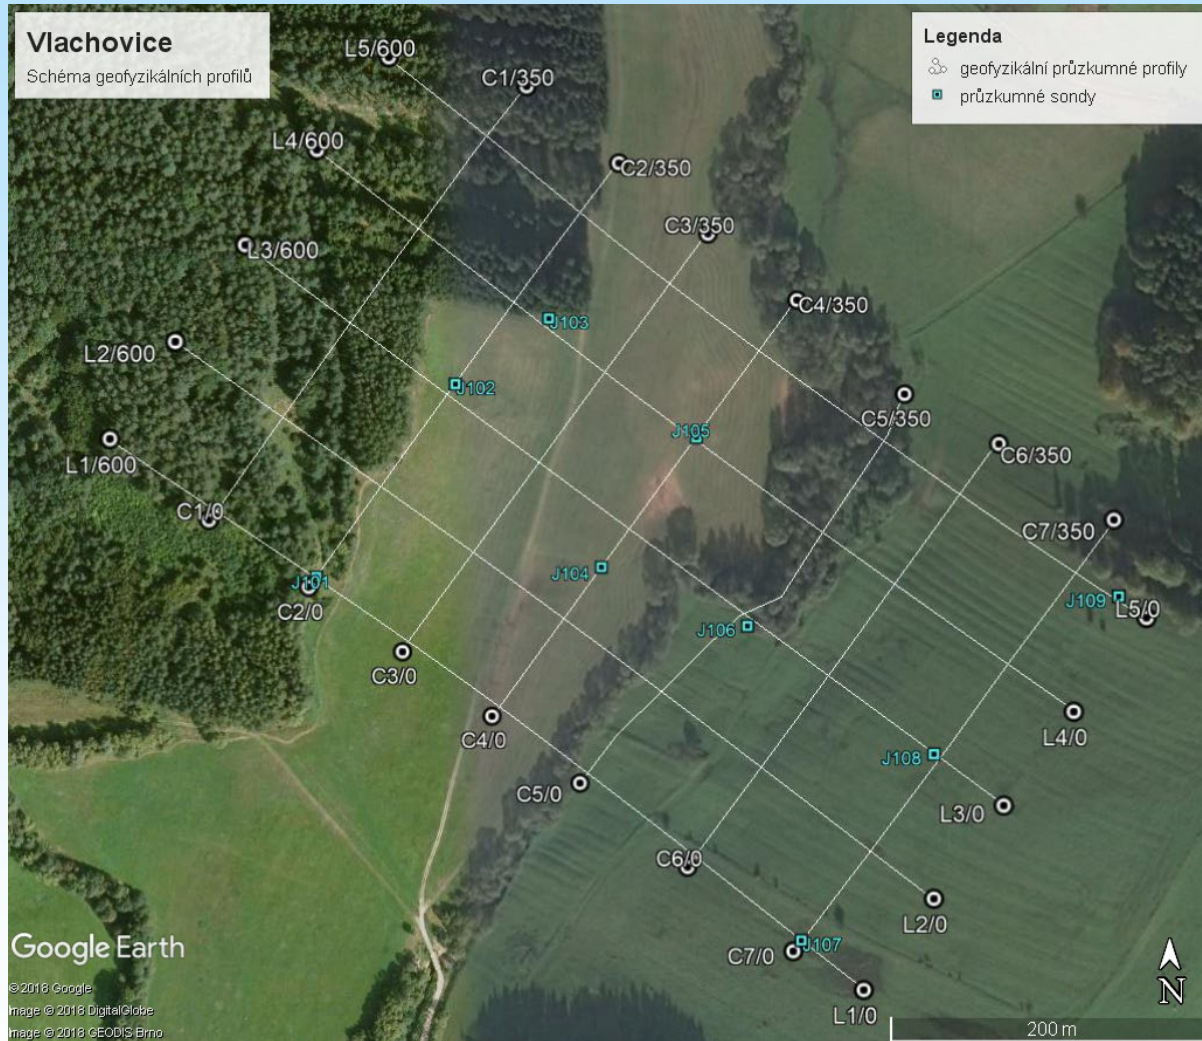 Vlachovice
Schéma geofyzikálních profilů
Legenda
geofyzikální průzkumné profily
průzkumné sondy
L5/600
C1/350
L4/600
C2/350
C3/350
L3/600
C4/350
J103
L2/600
J102
C5/350
J105
C6/350
L1/600
C1/0
C7/350
J104
J101
C2/0
J109
L5/0
J106
C3/0
L4/0
C4/0
J108
C5/0
L3/0
C6/0
L2/0
J107
C7/0
L1/0
Google Earth
© 2018 Google
Image © 2018 DigitalGlobe
Image © 2018 GEODIS Brno
N
200 m